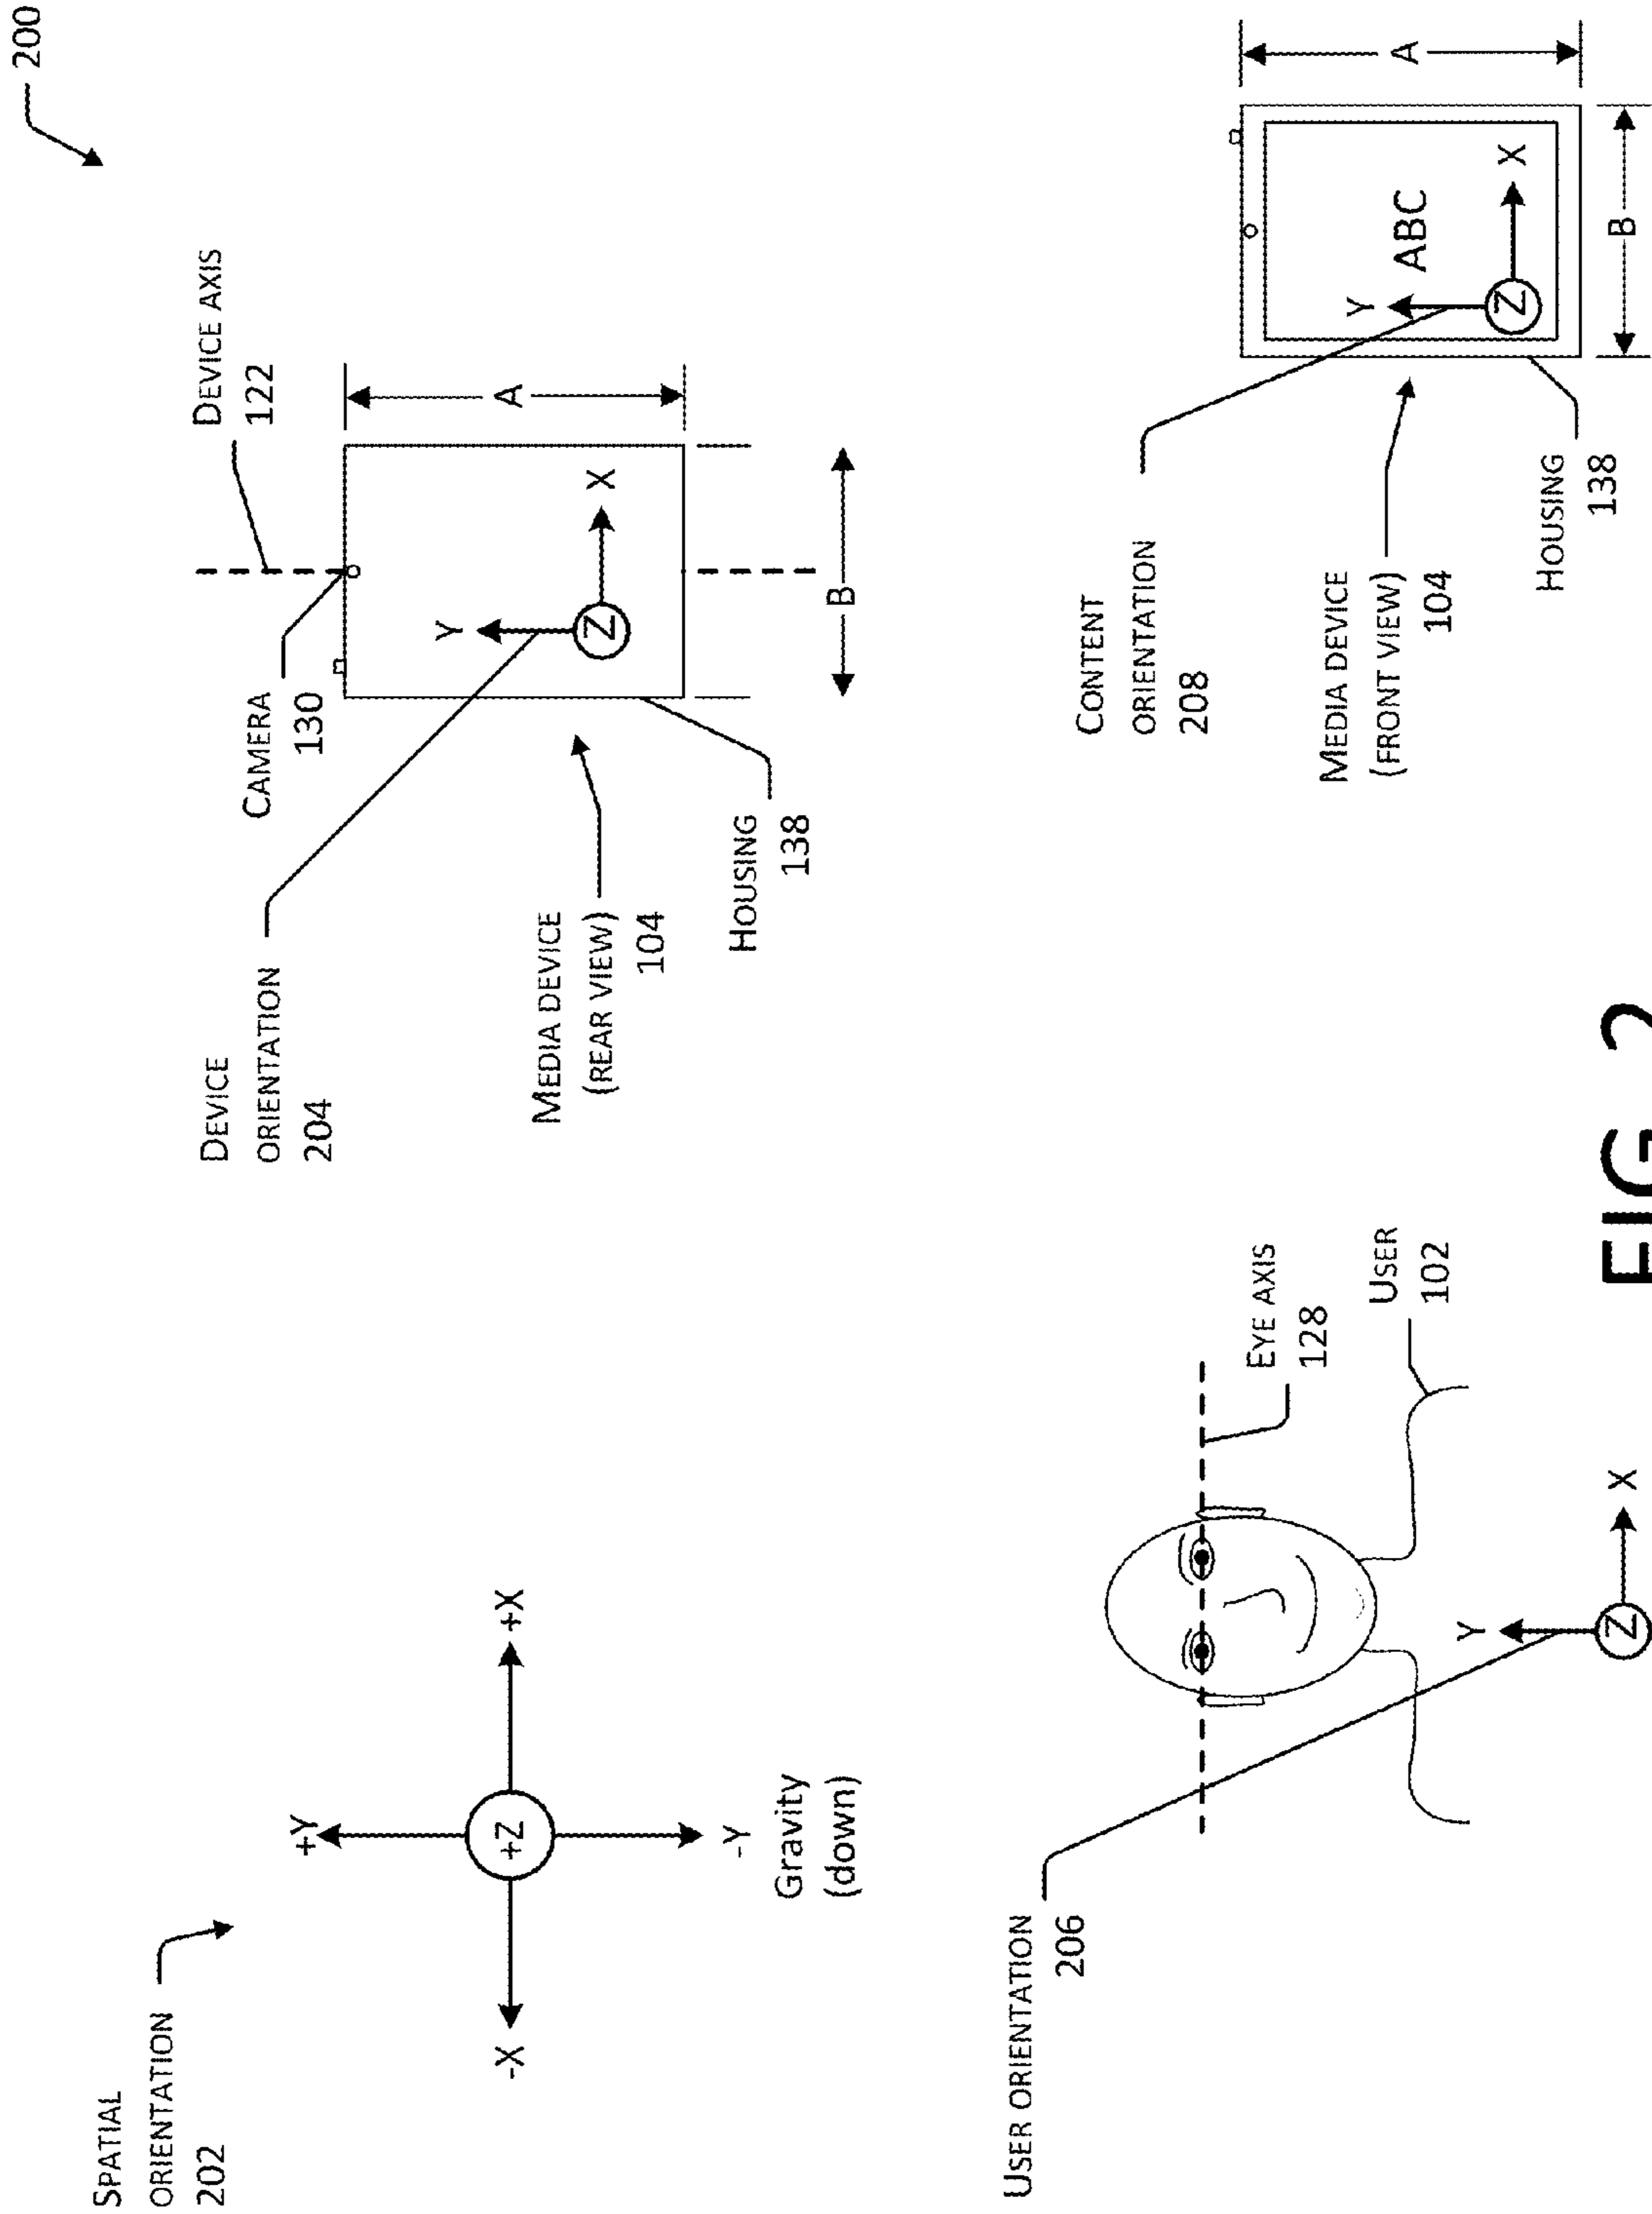 200
SPATIAL
ORIENTATION
202
+Y
-X
+Z
+X
-Y
Gravity
(down)
DEVICE
ORIENTATION
204
CAMERA
130
DEVICE AXIS
122
Y
Z
X
A
B
MEDIA DEVICE
(REAR VIEW)
104
HOUSING
138
USER ORIENTATION
206
EYE AXIS
128
USER
102
Y
Z
X
CONTENT
ORIENTATION
208
MEDIA DEVICE
(FRONT VIEW)
104
HOUSING
138
Y
ABC
Z
X
A
B
FIG. 2